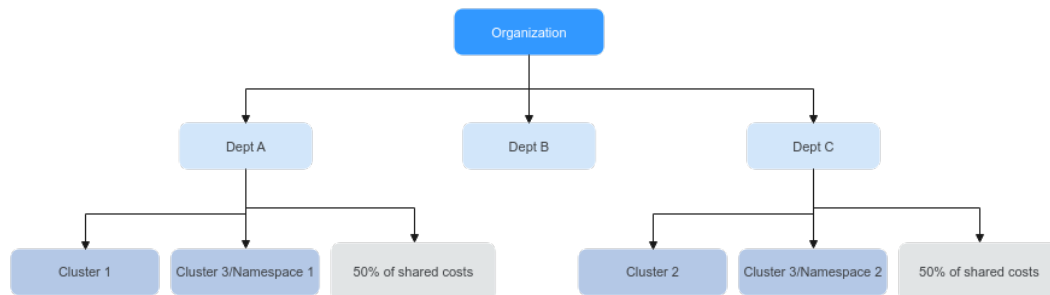 Organization
Dept A
Dept B
Dept C
Cluster 1
Cluster 3/Namespace 1
50% of shared costs
Cluster 2
Cluster 3/Namespace 2
50% of shared costs